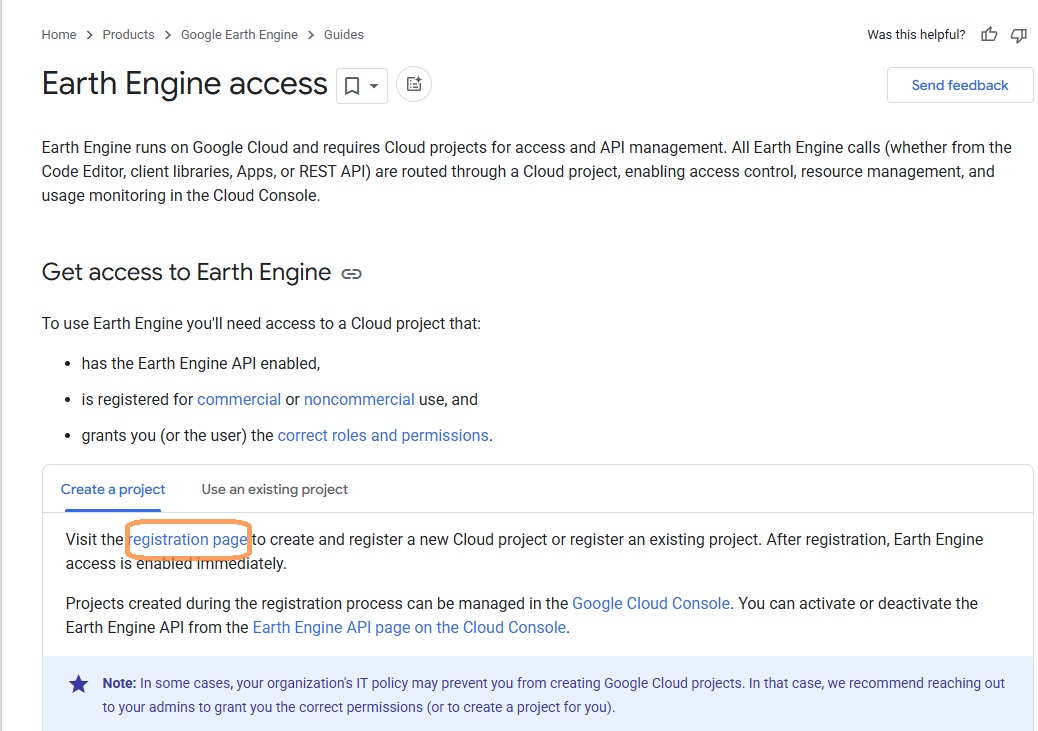 Home > Products > Google Earth Engine > Guides
Was this helpful?
Earth Engine access
Send feedback
Earth Engine runs on Google Cloud and requires Cloud projects for access and API management. All Earth Engine calls (whether from the
Code Editor, client libraries, Apps, or REST API) are routed through a Cloud project, enabling access control, resource management, and
usage monitoring in the Cloud Console.
Get access to Earth Engine
To use Earth Engine you'll need access to a Cloud project that:
• has the Earth Engine API enabled,
• is registered for commercial or noncommercial use, and
• grants you (or the user) the correct roles and permissions.
Create a project Use an existing project
Visit the registration page to create and register a new Cloud project or register an existing project. After registration, Earth Engine
access is enabled immediately.
Projects created during the registration process can be managed in the Google Cloud Console. You can activate or deactivate the
Earth Engine API from the Earth Engine API page on the Cloud Console.
Note: In some cases, your organization's IT policy may prevent you from creating Google Cloud projects. In that case, we recommend reaching out
to your admins to grant you the correct permissions (or to create a project for you).